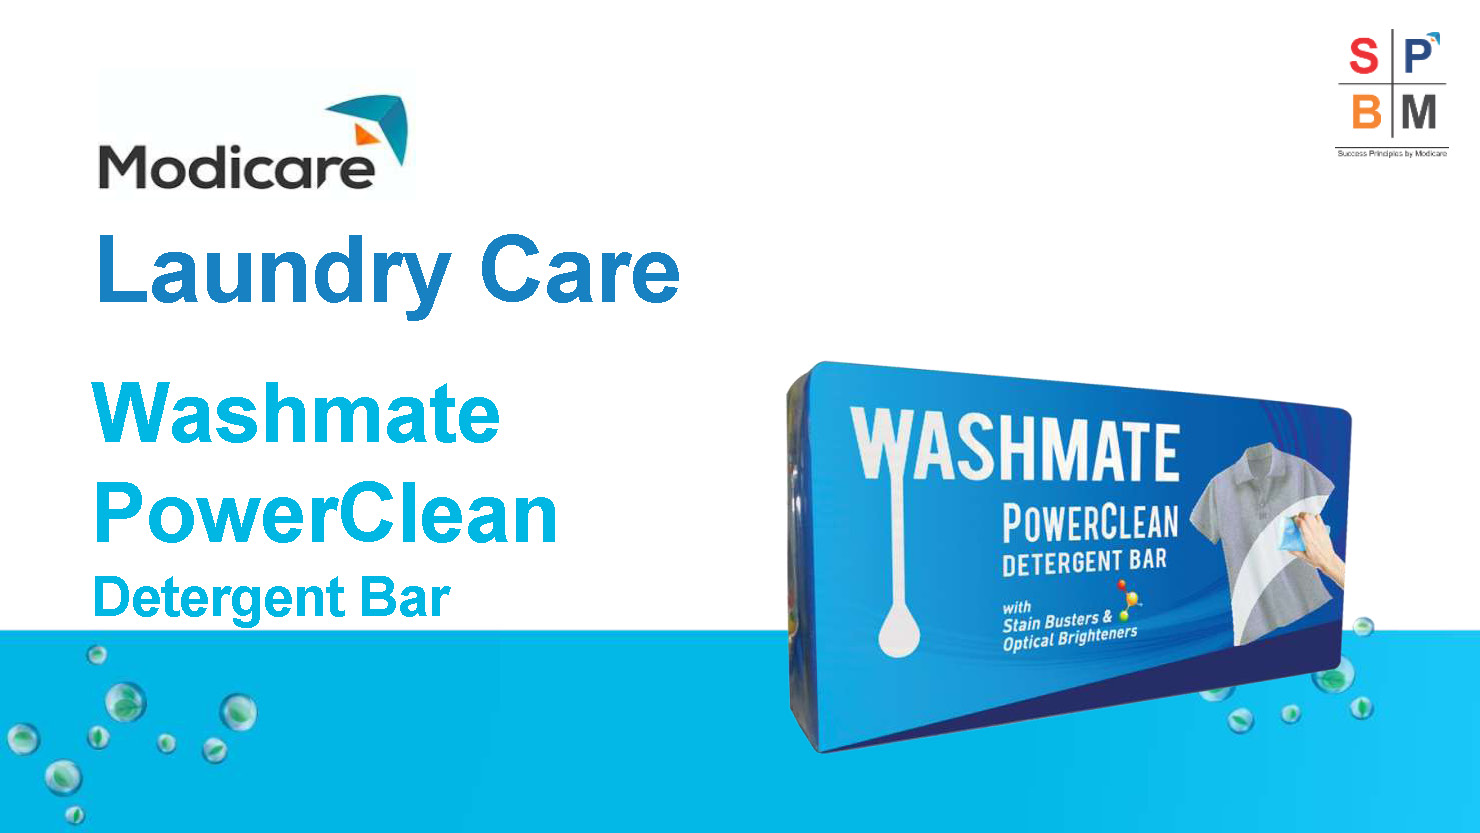 Modicare
S P
B M
Success Principles by Modicare
Laundry Care
Washmate
PowerClean
Detergent Bar
WASHMATE
POWERCLEAN
DETERGENT BAR
with
Stain Busters &
Optical Brighteners